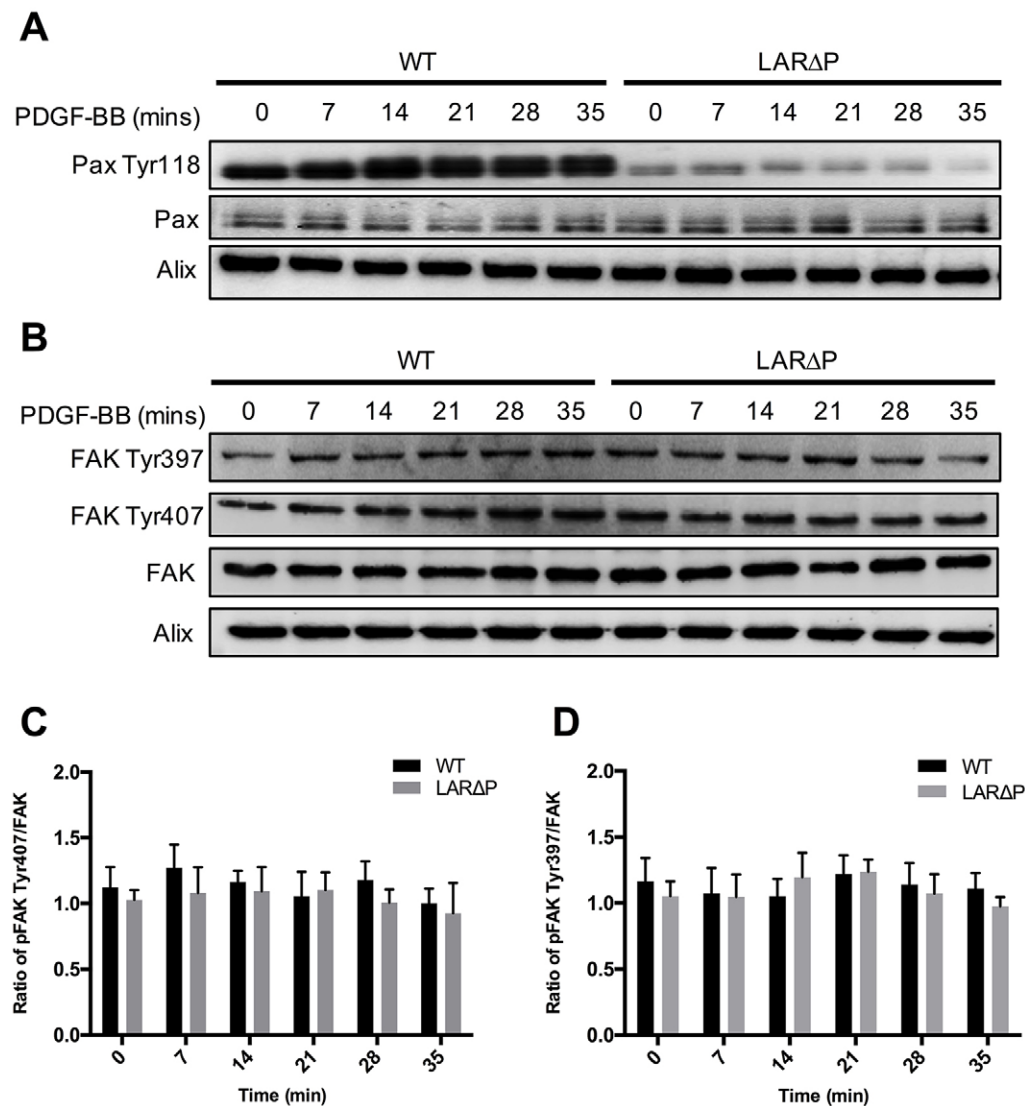 A
WT LARΔP
PDGF-BB (mins) 0 7 14 21 28 35 0 7 14 21 28 35
Pax Tyr118
Pax
Alix
B
WT LARΔP
PDGF-BB (mins) 0 7 14 21 28 35 0 7 14 21 28 35
FAK Tyr397
FAK Tyr407
FAK
Alix
C
WT
LARΔP
Ratio of pFAK Tyr407/FAK
2.0
1.5
1.0
0.5
0.0
0 7 14 21 28 35
Time (min)
D
WT
LARΔP
Ratio of pFAK Tyr397/FAK
2.0
1.5
1.0
0.5
0.0
0 7 14 21 28 35
Time (min)